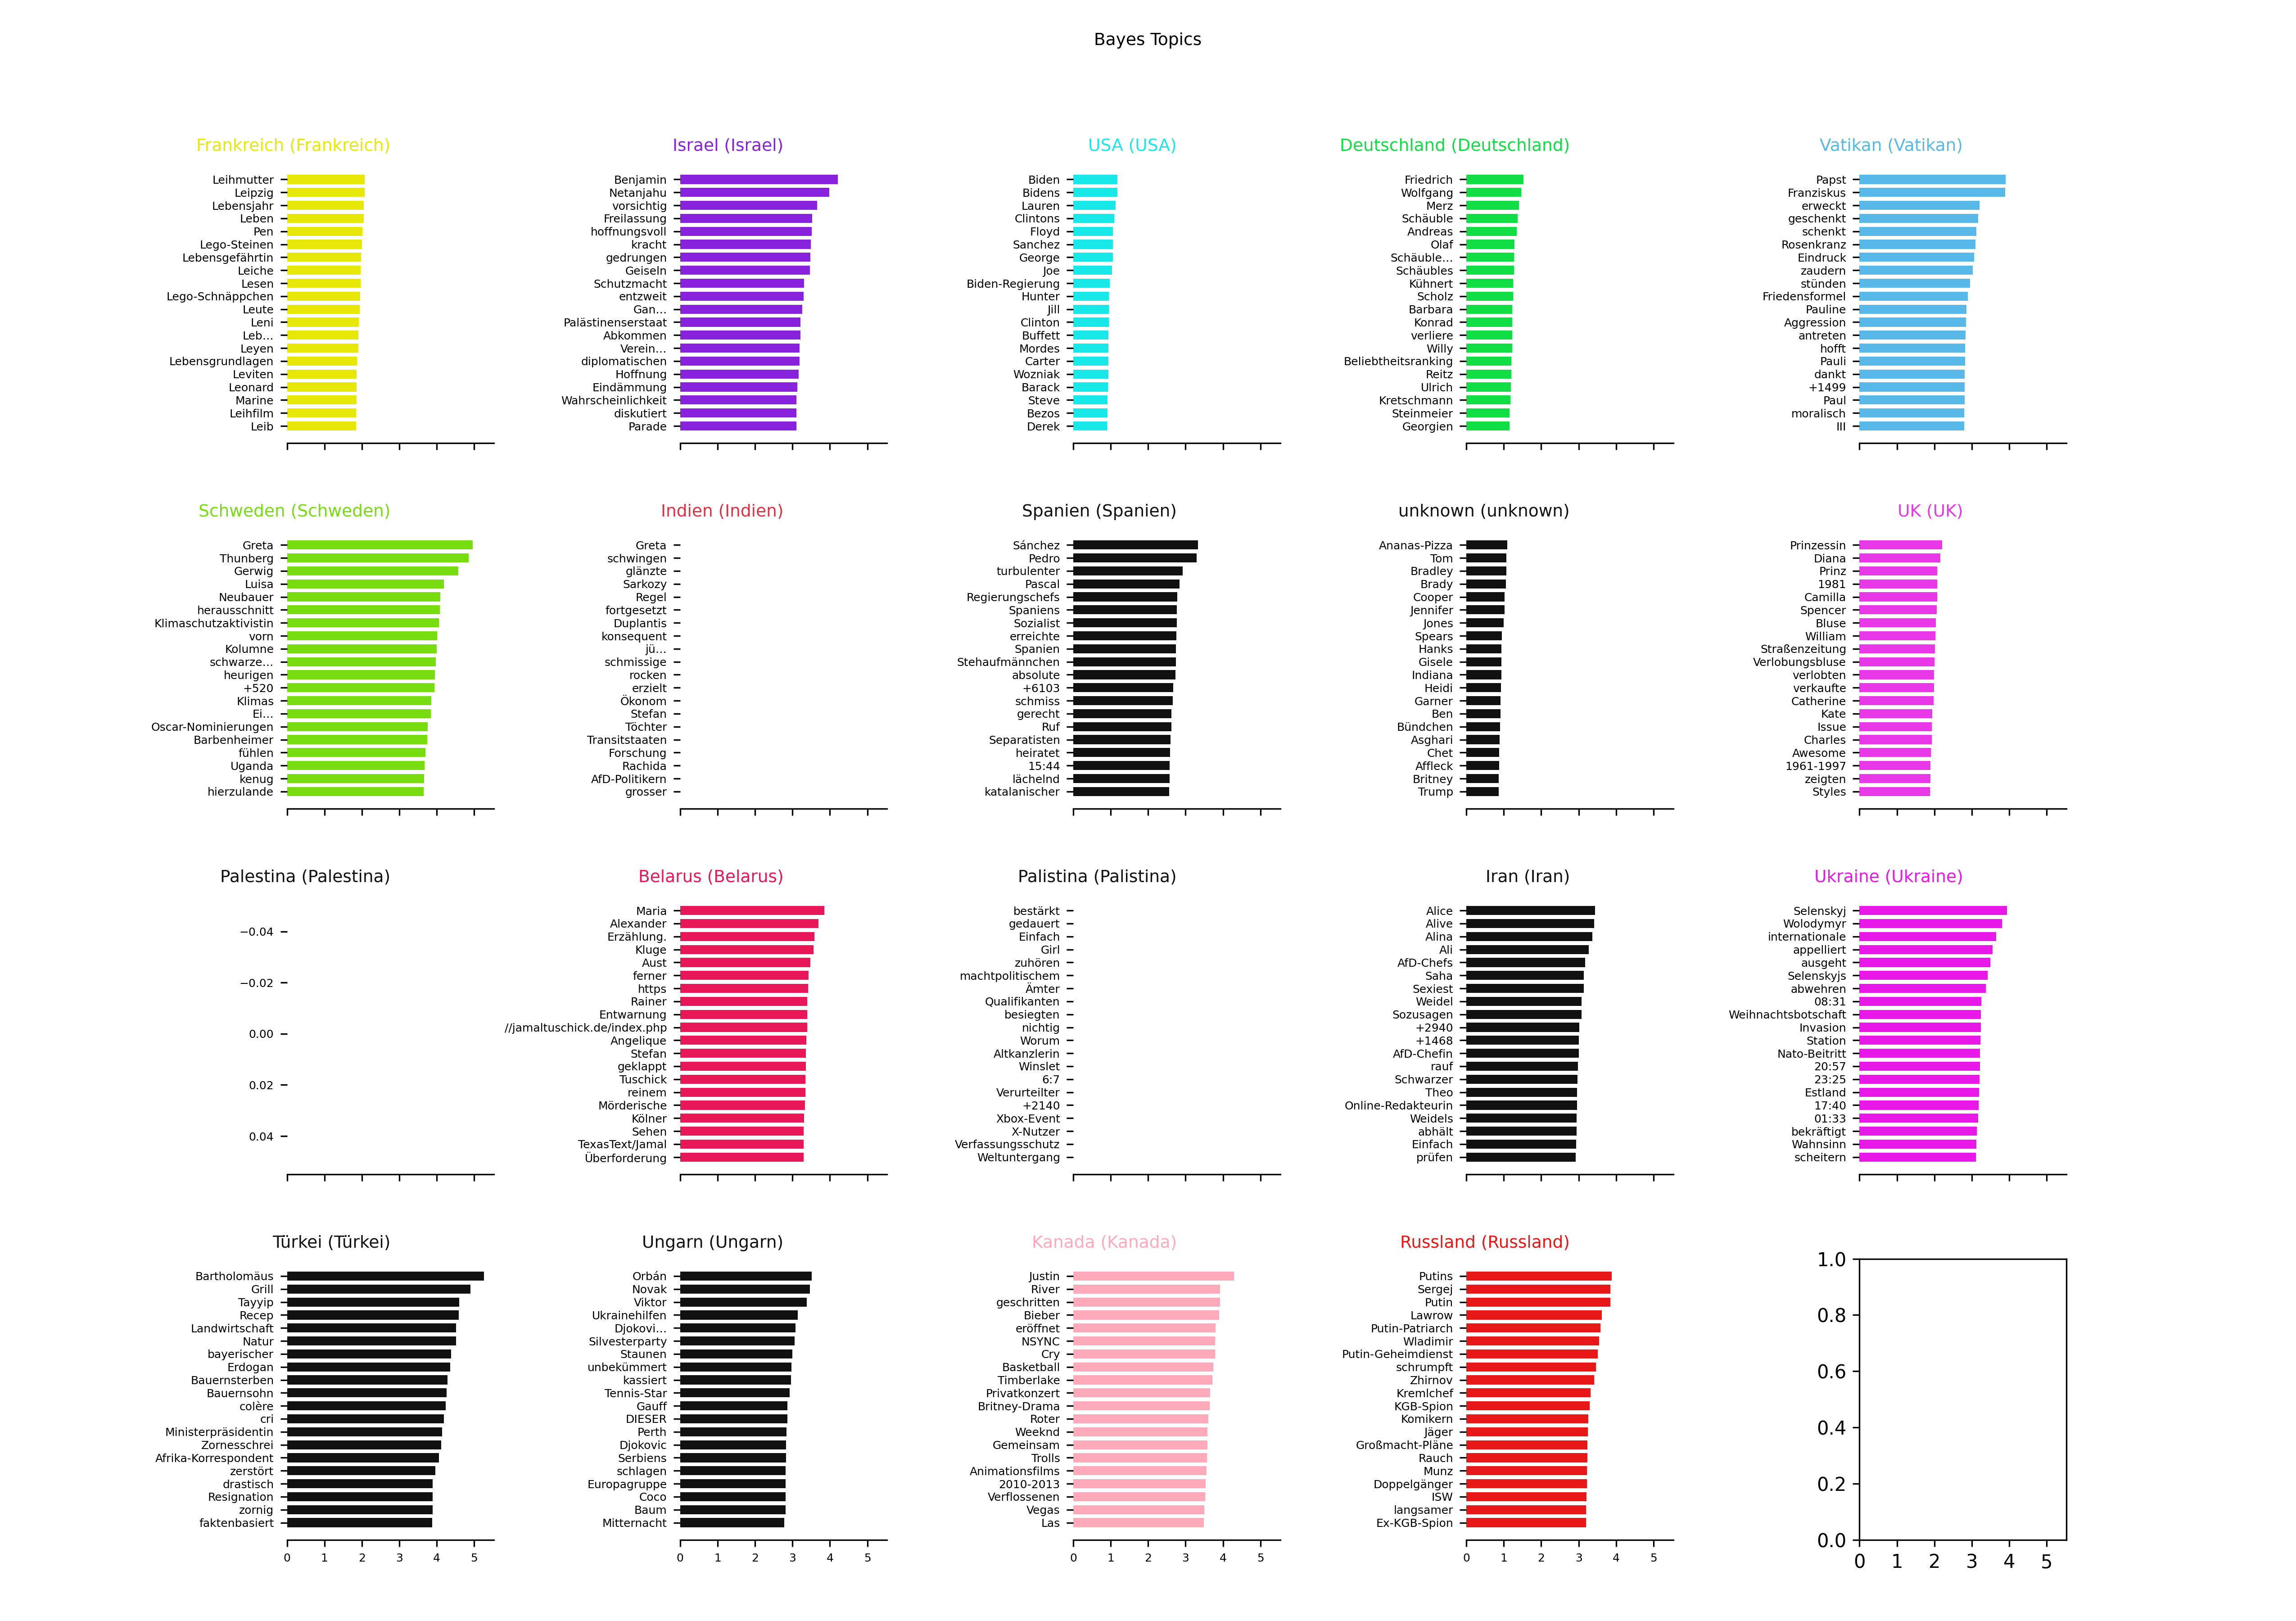 Bayes Topics
Frankreich (Frankreich)
Leihmutter
Leipzig
Lebensjahr
Leben
Pen
Lego-Steinen
Lebensgefährtin
Leiche
Lesen
Lego-Schnäppchen
Leute
Leni
Leb...
Leyen
Lebensgrundlagen
Leviten
Leonard
Marine
Leihfilm
Leib
Israel (Israel)
Benjamin
Netanjahu
vorsichtig
Freilassung
hoffnungsvoll
kracht
gedrungen
Geiseln
Schutzmacht
entzweit
Gan...
Palästinenserstaat
Abkommen
Verein...
diplomatischen
Hoffnung
Eindämmung
Wahrscheinlichkeit
diskutiert
Parade
USA (USA)
Biden
Bidens
Lauren
Clintons
Floyd
Sanchez
George
Joe
Biden-Regierung
Hunter
Jill
Clinton
Buffett
Mordes
Carter
Wozniak
Barack
Steve
Bezos
Derek
Deutschland (Deutschland)
Friedrich
Wolfgang
Merz
Schäuble
Andreas
Olaf
Schäuble...
Schäubles
Kühnert
Scholz
Barbara
Konrad
verliere
Willy
Beliebtheitsranking
Reitz
Ulrich
Kretschmann
Steinmeier
Georgien
Vatikan (Vatikan)
Papst
Franziskus
erweckt
geschenkt
schenkt
Rosenkranz
Eindruck
zaudern
stünden
Friedensformel
Pauline
Aggression
antreten
hofft
Pauli
dankt
+1499
Paul
moralisch
III
Schweden (Schweden)
Greta
Thunberg
Gerwig
Luisa
Neubauer
herausschnitt
Klimaschutzaktivistin
vorn
Kolumne
schwarze...
heurigen
+520
Klimas
Ei...
Oscar-Nominierungen
Barbenheimer
fühlen
Uganda
kenug
hierzulande
Indien (Indien)
Greta
schwingen
glänzte
Sarkozy
Regel
fortgesetzt
Duplantis
konsequent
jü...
schmissige
rocken
erzielt
Ökonom
Stefan
Töchter
Transitstaaten
Forschung
Rachida
AfD-Politikern
grosser
Spanien (Spanien)
Sánchez
Pedro
turbulenter
Pascal
Regierungschefs
Spaniens
Sozialist
erreichte
Spanien
Stehaufmännchen
absolute
+6103
schmiss
gerecht
Ruf
Separatisten
heiratet
15:44
lächelnd
katalanischer
unknown (unknown)
Ananas-Pizza
Tom
Bradley
Brady
Cooper
Jennifer
Jones
Spears
Hanks
Gisele
Indiana
Heidi
Garner
Ben
Bündchen
Asghari
Chet
Affleck
Britney
Trump
UK (UK)
Prinzessin
Diana
Prinz
1981
Camilla
Spencer
Bluse
William
Straßenzeitung
Verlobungsbluse
verlobten
verkaufte
Catherine
Kate
Issue
Charles
Awesome
1961-1997
zeigten
Styles
Palestina (Palestina)
−0.04
−0.02
0.00
0.02
0.04
Belarus (Belarus)
Maria
Alexander
Erzählung.
Kluge
Aust
ferner
https
Rainer
Entwarnung
//jamaltuschick.de/index.php
Angelique
Stefan
geklappt
Tuschick
reinem
Mörderische
Kölner
Sehen
TexasText/Jamal
Überforderung
Palistina (Palistina)
bestärkt
gedauert
Einfach
Girl
zuhören
machtpolitischem
Ämter
Qualifikanten
besiegten
nichtig
Worum
Altkanzlerin
Winslet
6:7
Verurteilter
+2140
Xbox-Event
X-Nutzer
Verfassungsschutz
Weltuntergang
Iran (Iran)
Alice
Alive
Alina
Ali
AfD-Chefs
Saha
Sexiest
Weidel
Sozusagen
+2940
+1468
AfD-Chefin
rauf
Schwarzer
Theo
Online-Redakteurin
Weidels
abhält
Einfach
prüfen
Ukraine (Ukraine)
Selenskyj
Wolodymyr
internationale
appelliert
ausgeht
Selenskyjs
abwehren
08:31
Weihnachtsbotschaft
Invasion
Station
Nato-Beitritt
20:57
23:25
Estland
17:40
01:33
bekräftigt
Wahnsinn
scheitern
Türkei (Türkei)
Bartholomäus
Grill
Tayyip
Recep
Landwirtschaft
Natur
bayerischer
Erdogan
Bauernsterben
Bauernsohn
colère
cri
Ministerpräsidentin
Zornesschrei
Afrika-Korrespondent
zerstört
drastisch
Resignation
zornig
faktenbasiert
0 1 2 3 4 5
Ungarn (Ungarn)
Orbán
Novak
Viktor
Ukrainehilfen
Djokovi...
Silvesterparty
Staunen
unbekümmert
kassiert
Tennis-Star
Gauff
DIESER
Perth
Djokovic
Serbiens
schlagen
Europagruppe
Coco
Baum
Mitternacht
0 1 2 3 4 5
Kanada (Kanada)
Justin
River
geschritten
Bieber
eröffnet
NSYNC
Cry
Basketball
Timberlake
Privatkonzert
Britney-Drama
Roter
Weeknd
Gemeinsam
Trolls
Animationsfilms
2010-2013
Verflossenen
Vegas
Las
0 1 2 3 4 5
Russland (Russland)
Putins
Sergej
Putin
Lawrow
Putin-Patriarch
Wladimir
Putin-Geheimdienst
schrumpft
Zhirnov
Kremlchef
KGB-Spion
Komikern
Jäger
Großmacht-Pläne
Rauch
Munz
Doppelgänger
ISW
langsamer
Ex-KGB-Spion
0 1 2 3 4 5
1.0
0.8
0.6
0.4
0.2
0.0
0 1 2 3 4 5